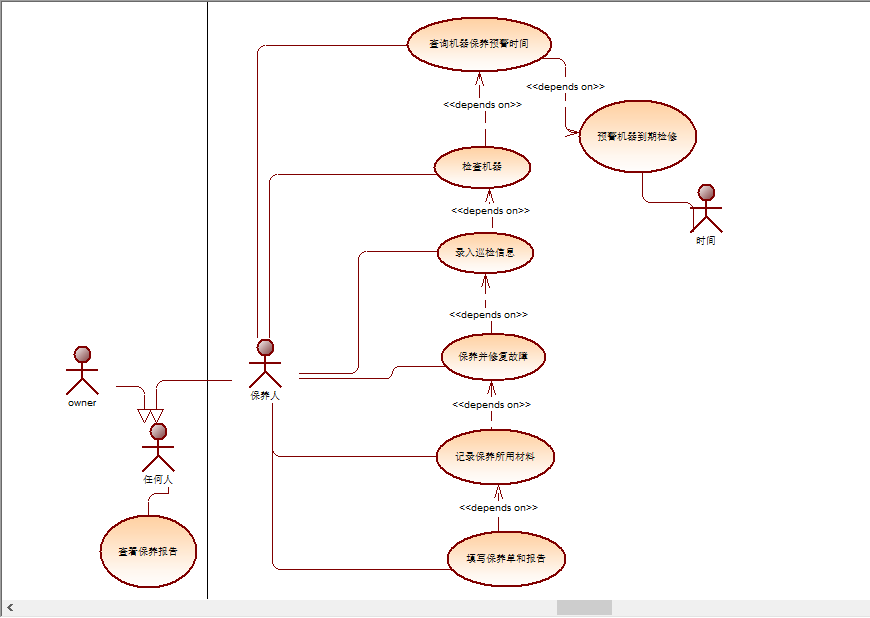 查询机器保养预警时间
<<depends on>>
<<depends on>>
预警机器到期检修
检查机器
<<depends on>>
时间
录入巡检信息
<<depends on>>
保养并修复故障
owner
保养人
<<depends on>>
记录保养所用材料
任何人
<<depends on>>
查看保养报告
填写保养单和报告